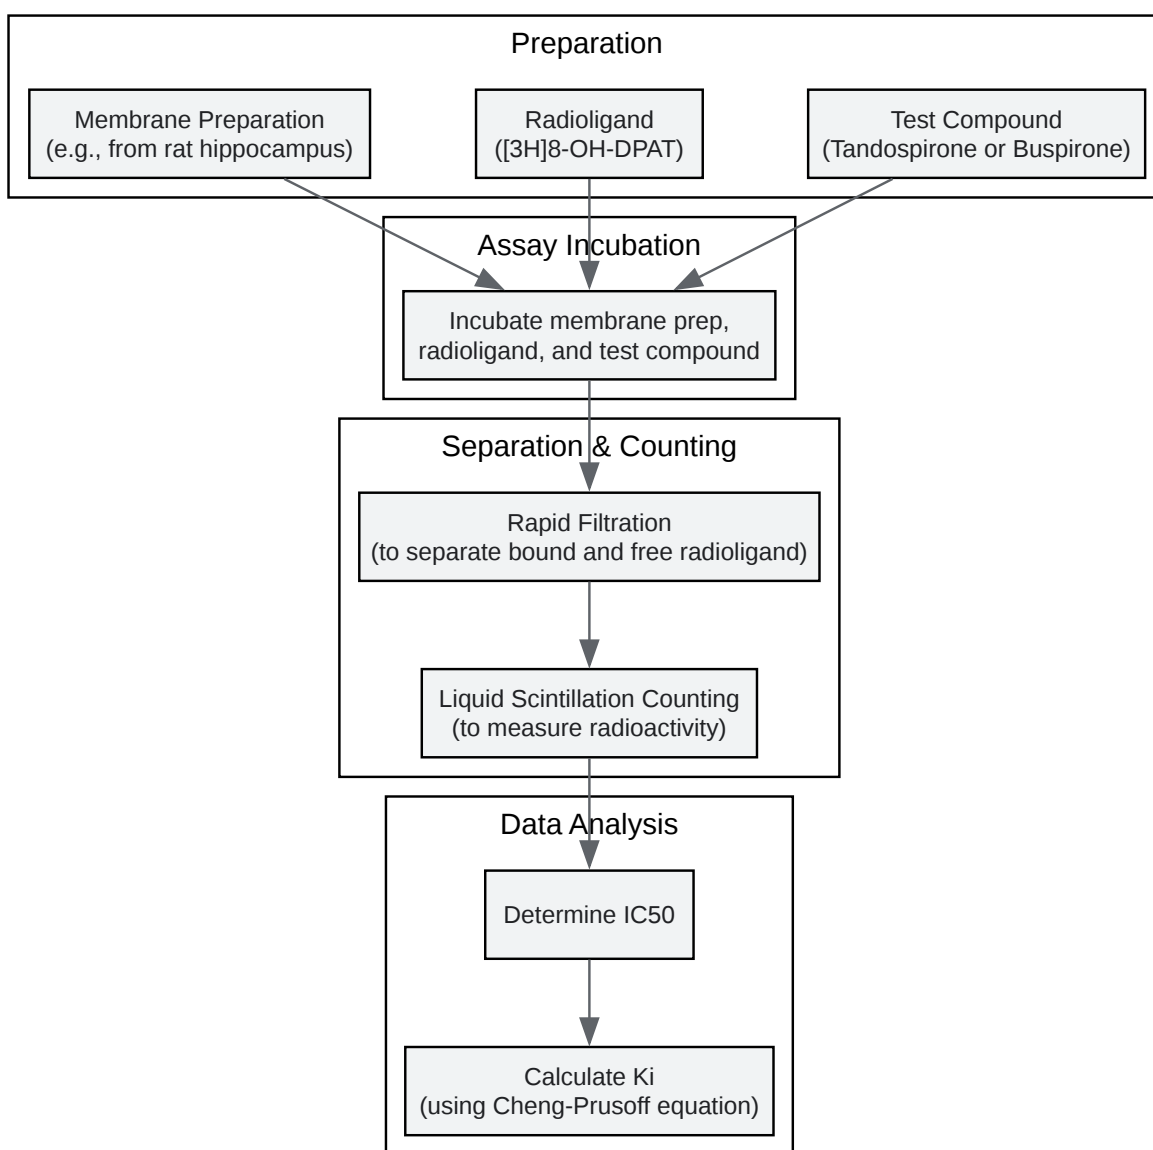 Preparation
Membrane Preparation
(e.g., from rat hippocampus)
Radioligand
([3H]8-OH-DPAT)
Test Compound
(Tandospirone or Buspirone)
Assay Incubation
Incubate membrane prep,
radioligand, and test compound
Separation & Counting
Rapid Filtration
(to separate bound and free radioligand)
Liquid Scintillation Counting
(to measure radioactivity)
Data Analysis
Determine IC50
Calculate Ki
(using Cheng-Prusoff equation)